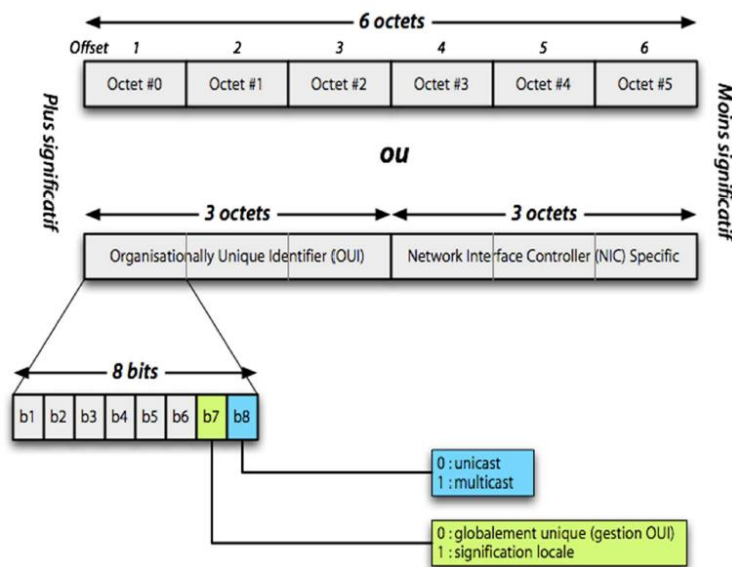 6 octets
Offset 1 2 3 4 5 6
Octet #0 Octet #1 Octet #2 Octet #3 Octet #4 Octet #5
Plus significatif
Moins significatif
ou
3 octets 3 octets
Organisationally Unique Identifier (OUI) Network Interface Controller (NIC) Specific
8 bits
b1 b2 b3 b4 b5 b6 b7 b8
0 : unicast
1 : multicast
0 : globalement unique (gestion OUI)
1 : signification locale